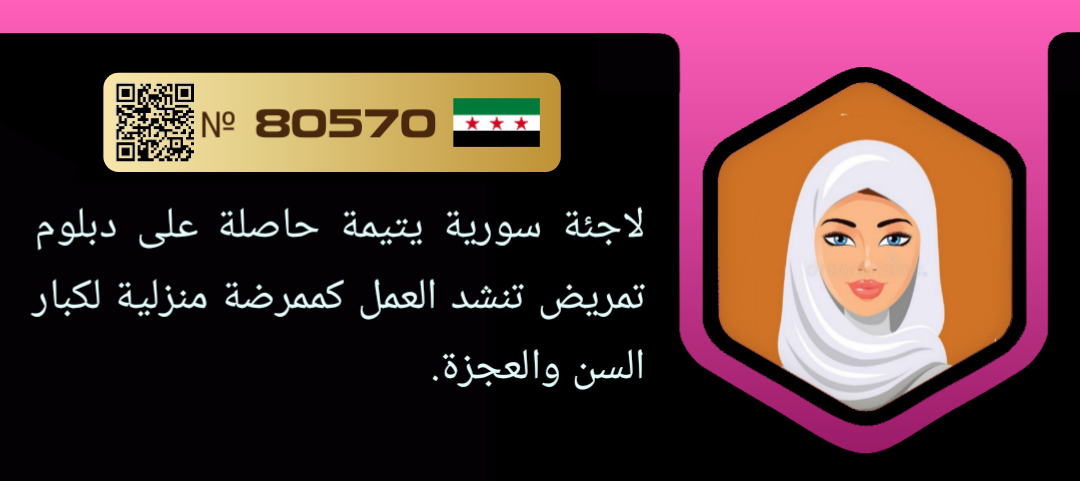 № 80570
لاجئة سورية يتيمة حاصلة على دبلوم
تمريض تنشد العمل كممرضة منزلية لكبار
السن والعجزة.